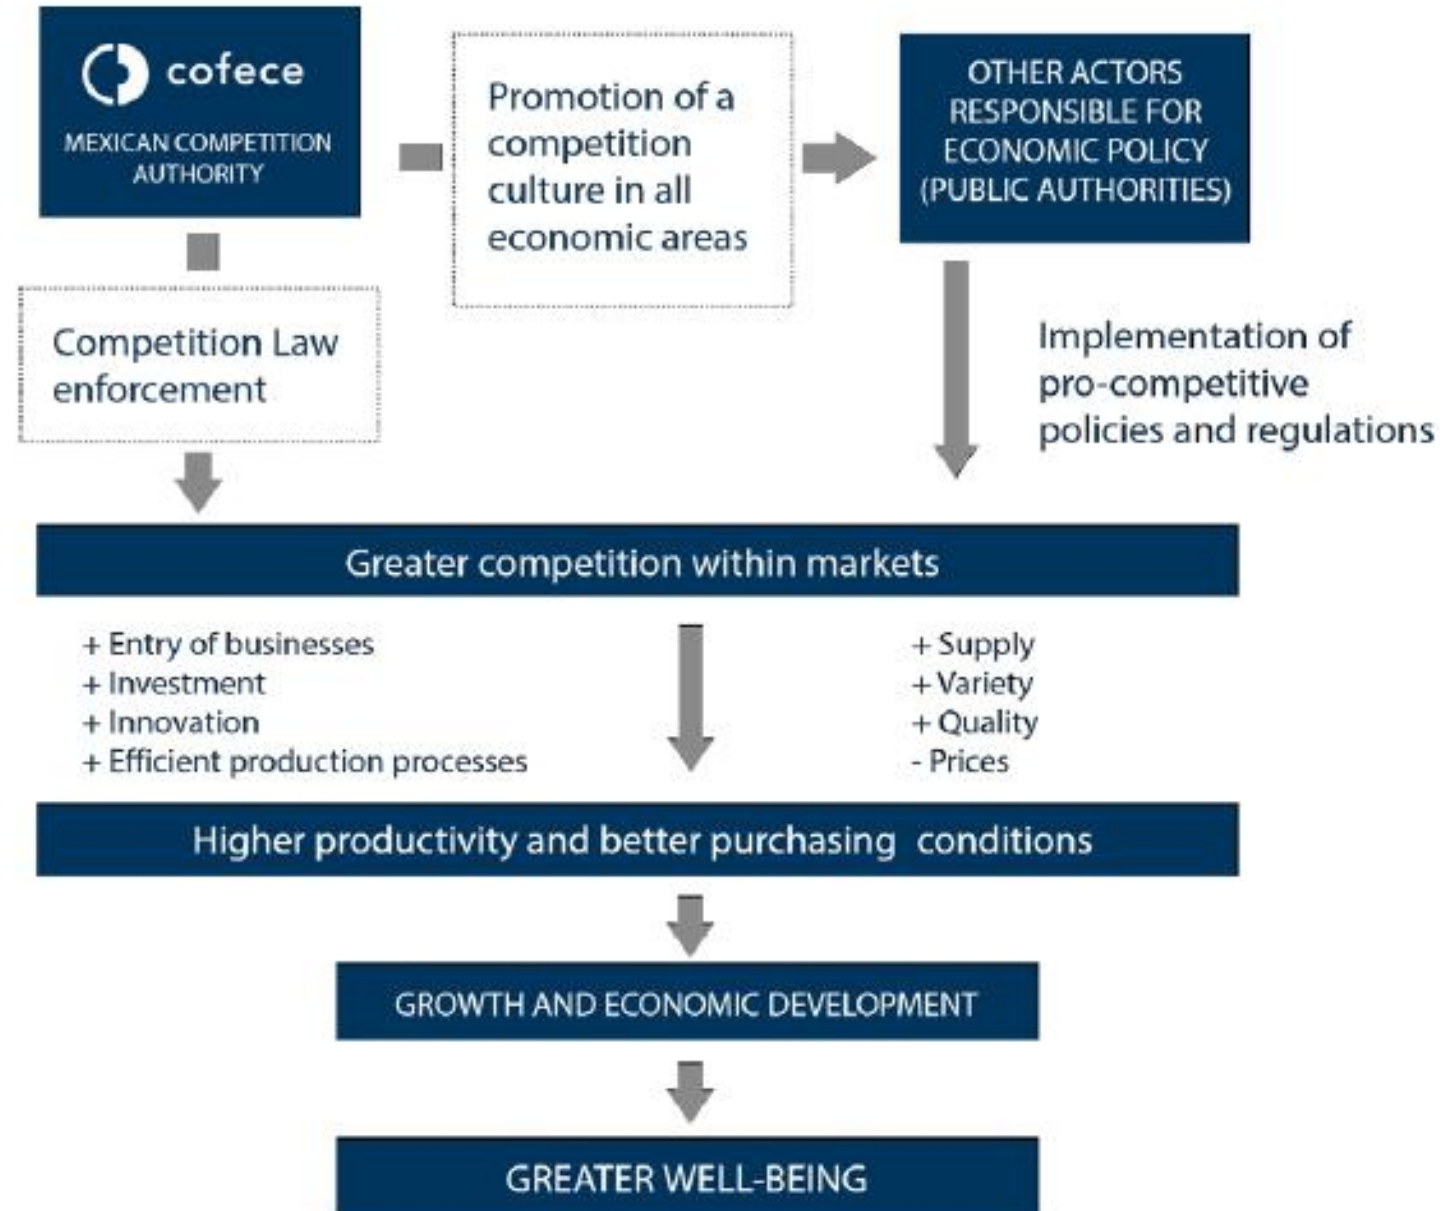 cofece
MEXICAN COMPETITION
AUTHORITY
Promotion of a
competition
culture in all
economic areas
OTHER ACTORS
RESPONSIBLE FOR
ECONOMIC POLICY
(PUBLIC AUTHORITIES)
Competition Law
enforcement
Implementation of
pro-competitive
policies and regulations
Greater competition within markets
+ Entry of businesses
+ Investment
+ Innovation
+ Efficient production processes
+ Supply
+ Variety
+ Quality
- Prices
Higher productivity and better purchasing conditions
GROWTH AND ECONOMIC DEVELOPMENT
GREATER WELL-BEING